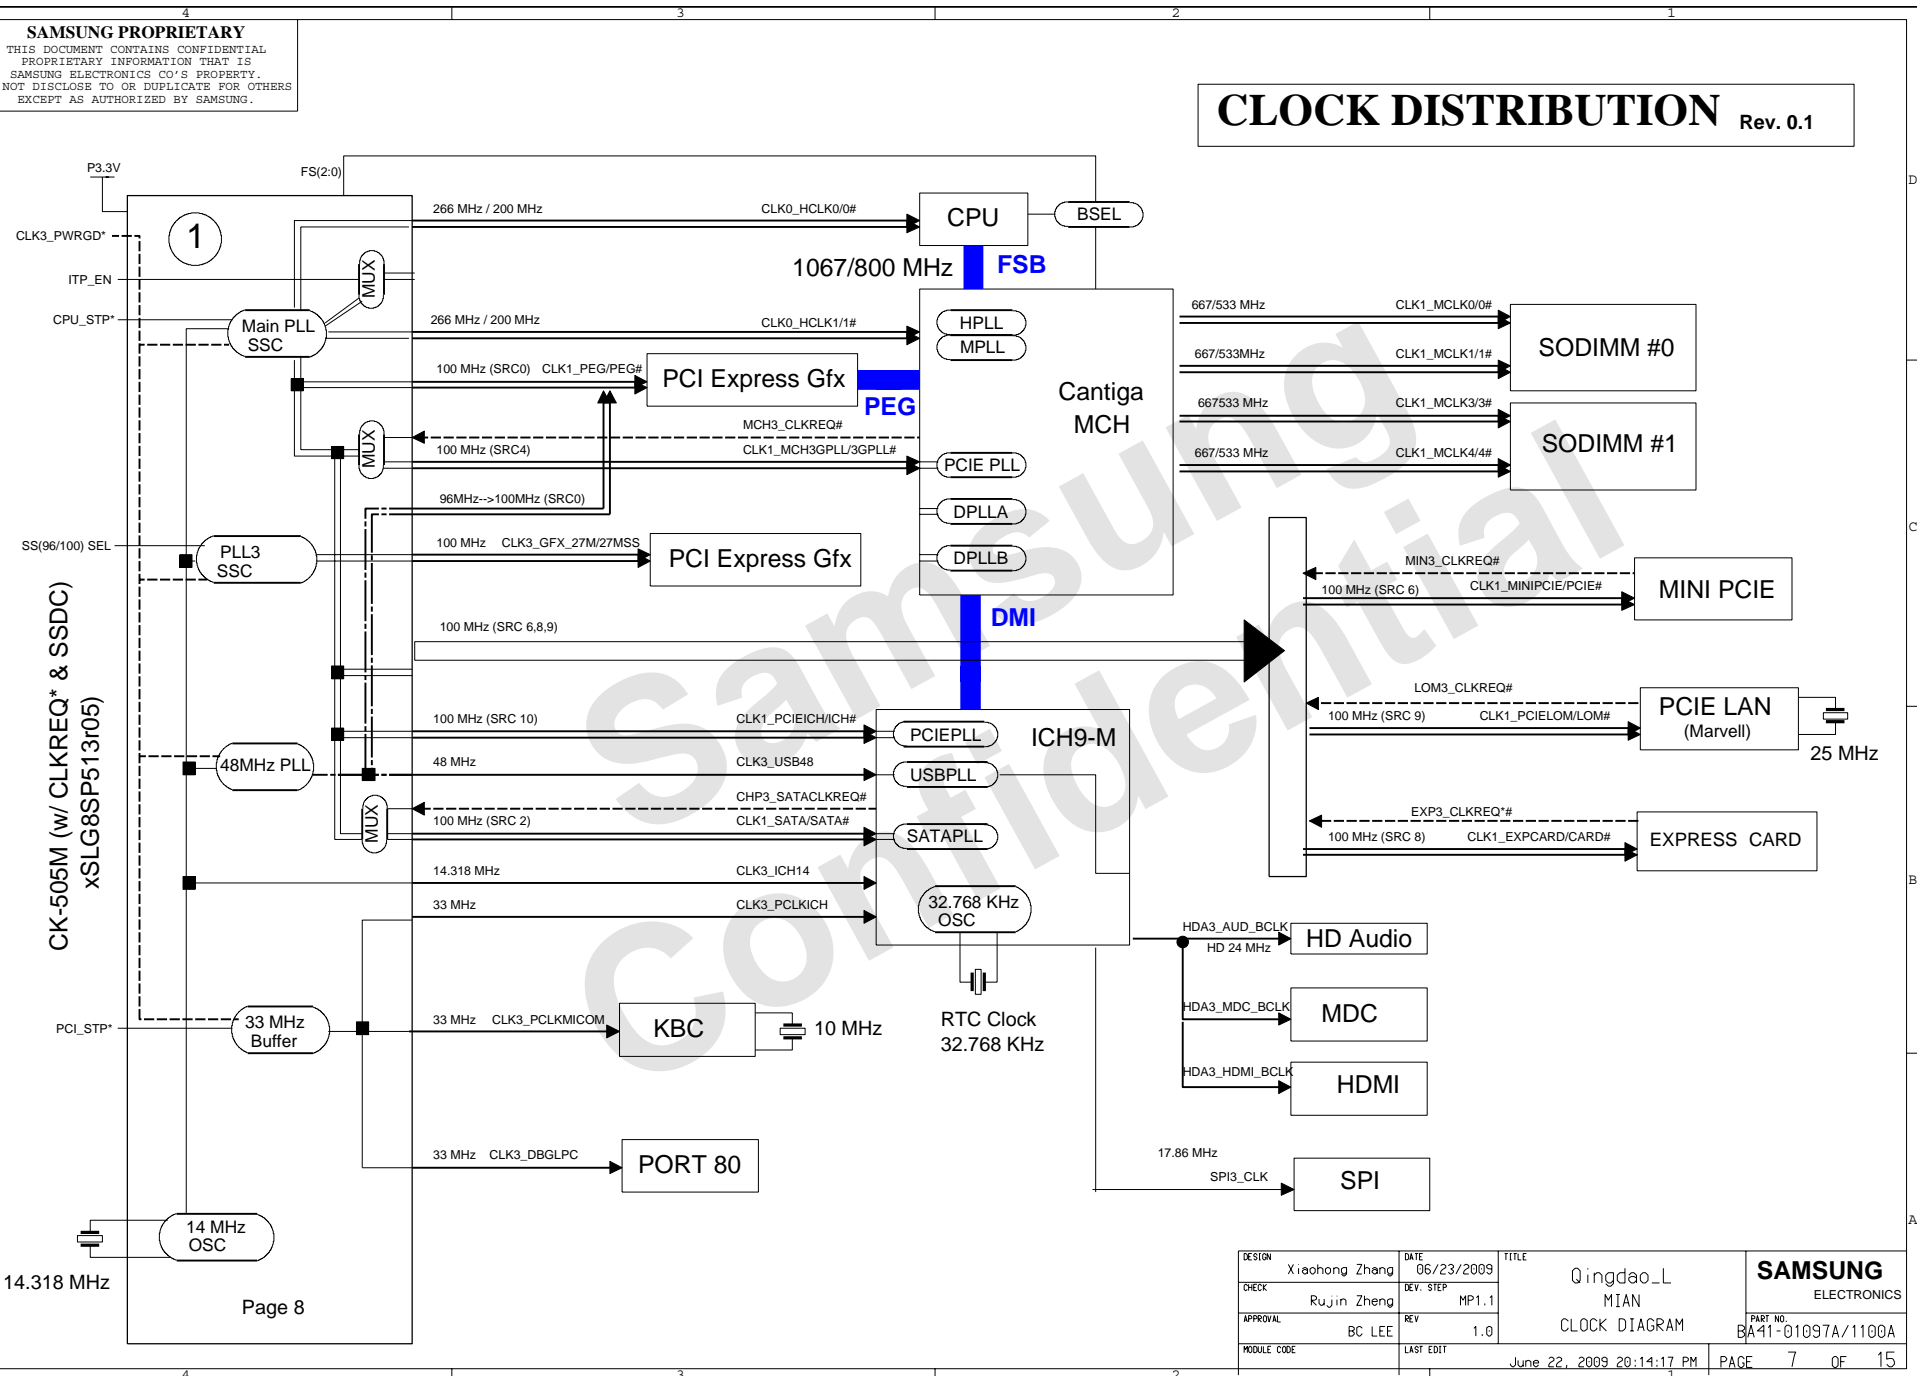 4 3 2 1
SAMSUNG PROPRIETARY
THIS DOCUMENT CONTAINS CONFIDENTIAL
PROPRIETARY INFORMATION THAT IS
SAMSUNG ELECTRONICS CO'S PROPERTY.
NOT DISCLOSE TO OR DUPLICATE FOR OTHERS
EXCEPT AS AUTHORIZED BY SAMSUNG.
CLOCK DISTRIBUTION Rev. 0.1
Samsung
Confidential
D
C
B
A
P3.3V
FS(2:0)
CLK3_PWRGD*
ITP_EN
CPU_STP*
SS(96/100) SEL
PCI_STP*
CK-505M (w/ CLKREQ* & SSDC)
xSLG8SP513r05)
14.318 MHz
1
MUX
Main PLL
SSC
MUX
PLL3
SSC
48MHz PLL
MUX
33 MHz
Buffer
14 MHz
OSC
Page 8
266 MHz / 200 MHz CLK0_HCLK0/0#
CPU
BSEL
1067/800 MHz FSB
266 MHz / 200 MHz CLK0_HCLK1/1#
100 MHz (SRC0) CLK1_PEG/PEG#
PCI Express Gfx
PEG
MCH3_CLKREQ#
100 MHz (SRC4) CLK1_MCH3GPLL/3GPLL#
96MHz-->100MHz (SRC0)
100 MHz CLK3_GFX_27M/27MSS
PCI Express Gfx
HPLL
MPLL
Cantiga
MCH
PCIE PLL
DPLLA
DPLLB
DMI
667/533 MHz CLK1_MCLK0/0#
667/533MHz CLK1_MCLK1/1#
SODIMM #0
667533 MHz CLK1_MCLK3/3#
667/533 MHz CLK1_MCLK4/4#
SODIMM #1
100 MHz (SRC 6,8,9)
MIN3_CLKREQ#
100 MHz (SRC 6) CLK1_MINIPCIE/PCIE#
MINI PCIE
LOM3_CLKREQ#
100 MHz (SRC 9) CLK1_PCIELOM/LOM#
PCIE LAN
(Marvell)
25 MHz
EXP3_CLKREQ*#
100 MHz (SRC 8) CLK1_EXPCARD/CARD#
EXPRESS CARD
100 MHz (SRC 10) CLK1_PCIEICH/ICH#
48 MHz CLK3_USB48
CHP3_SATACLKREQ#
100 MHz (SRC 2) CLK1_SATA/SATA#
14.318 MHz CLK3_ICH14
33 MHz CLK3_PCLKICH
PCIEPLL
ICH9-M
USBPLL
SATAPLL
32.768 KHz
OSC
RTC Clock
32.768 KHz
33 MHz CLK3_PCLKMICOM
KBC
10 MHz
33 MHz CLK3_DBGLPC
PORT 80
HDA3_AUD_BCLK
HD 24 MHz
HD Audio
HDA3_MDC_BCLK
MDC
HDA3_HDMI_BCLK
HDMI
17.86 MHz
SPI3_CLK
SPI
DESIGN Xiaohong Zhang
DATE 06/23/2009
TITLE
Qingdao_L
MIAN
CLOCK DIAGRAM
SAMSUNG
ELECTRONICS
CHECK Rujin Zheng
DEV. STEP MP1.1
APPROVAL BC LEE
REV 1.0
PART NO. BA41-01097A/1100A
MODULE CODE
LAST EDIT June 22, 2009 20:14:17 PM
PAGE 7 OF 15
4 3 2 1